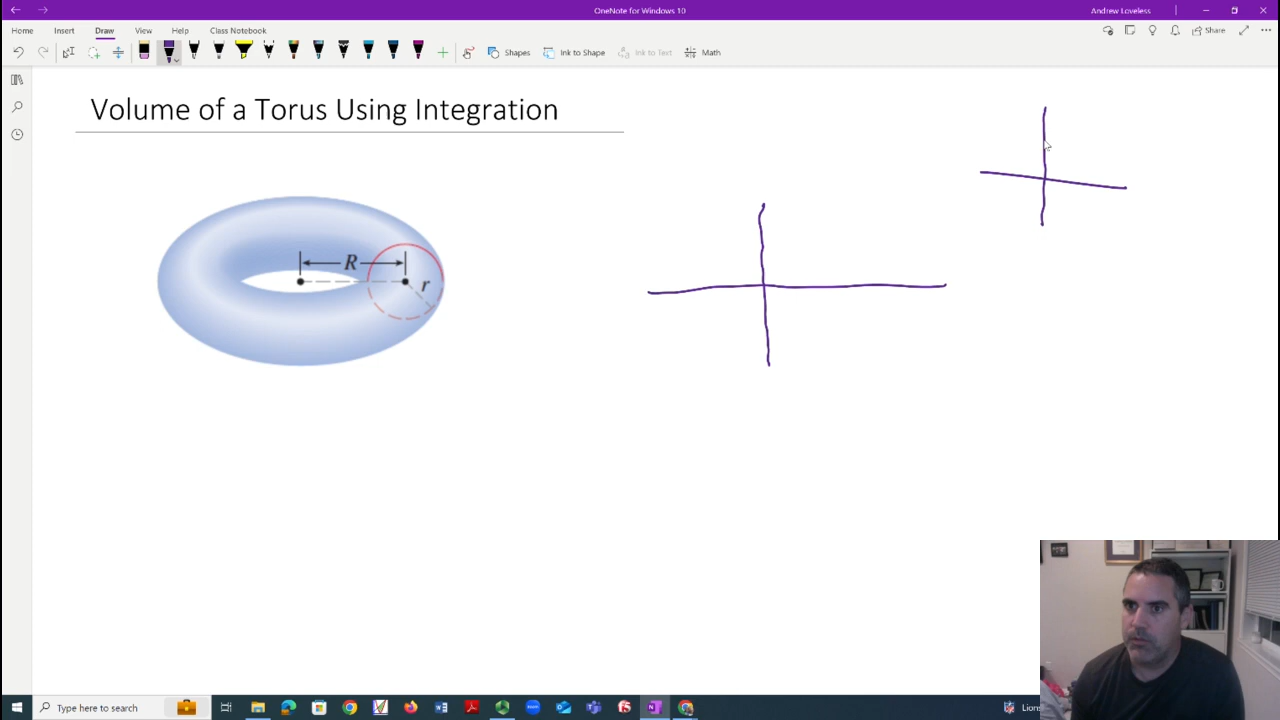 OneNote for Windows 10
Andrew Loveless
Home Insert Draw View Help Class Notebook
Share
Shapes Ink to Shape Ink to Text Math
Volume of a Torus Using Integration
R
r
Type here to search
Lions